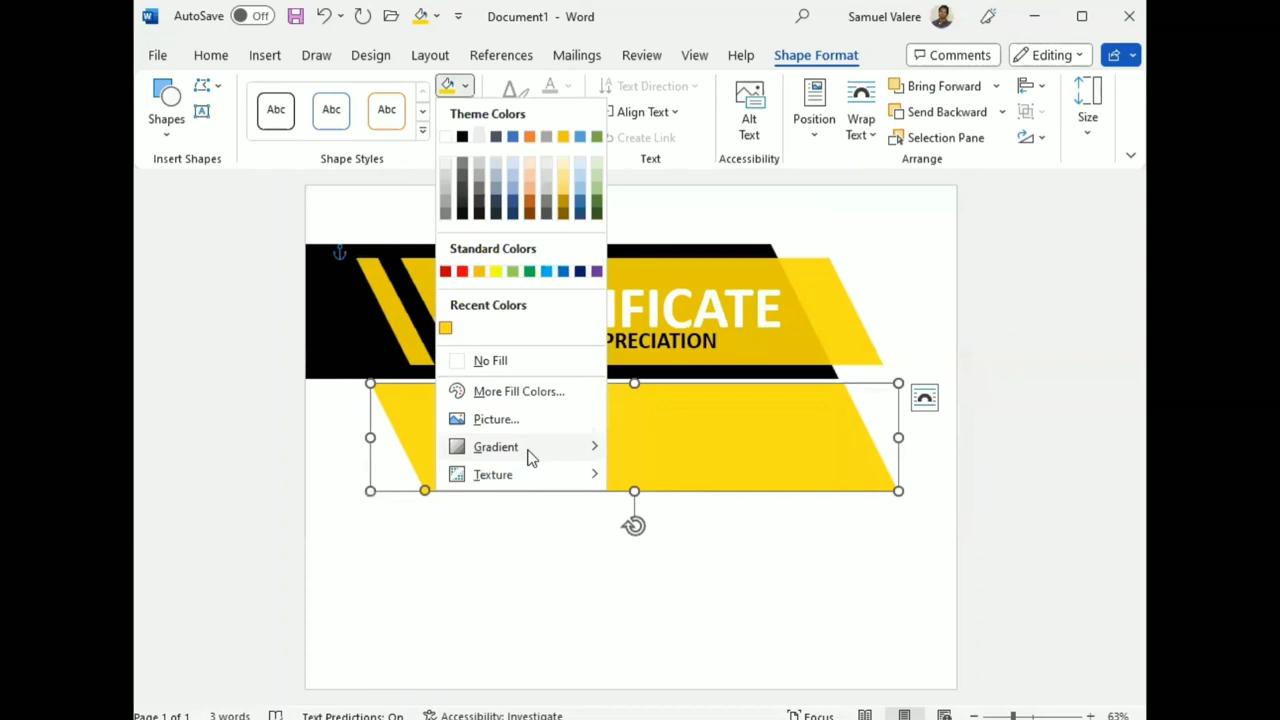 AutoSave Off Document1 - Word Samuel Valere
File Home Insert Draw Design Layout References Mailings Review View Help Shape Format Comments Editing
Shapes
Abc Abc Abc
Text Direction
Align Text
Create Link
Alt
Text
Position
Wrap
Text
Bring Forward
Send Backward
Selection Pane
Size
Insert Shapes Shape Styles Text Accessibility Arrange
Theme Colors
Standard Colors
Recent Colors
No Fill
More Fill Colors...
Picture...
Gradient
Texture
IFICATE
PRECIATION
Page 1 of 1 3 words Text Predictions: On Accessibility: Investigate Focus 63%